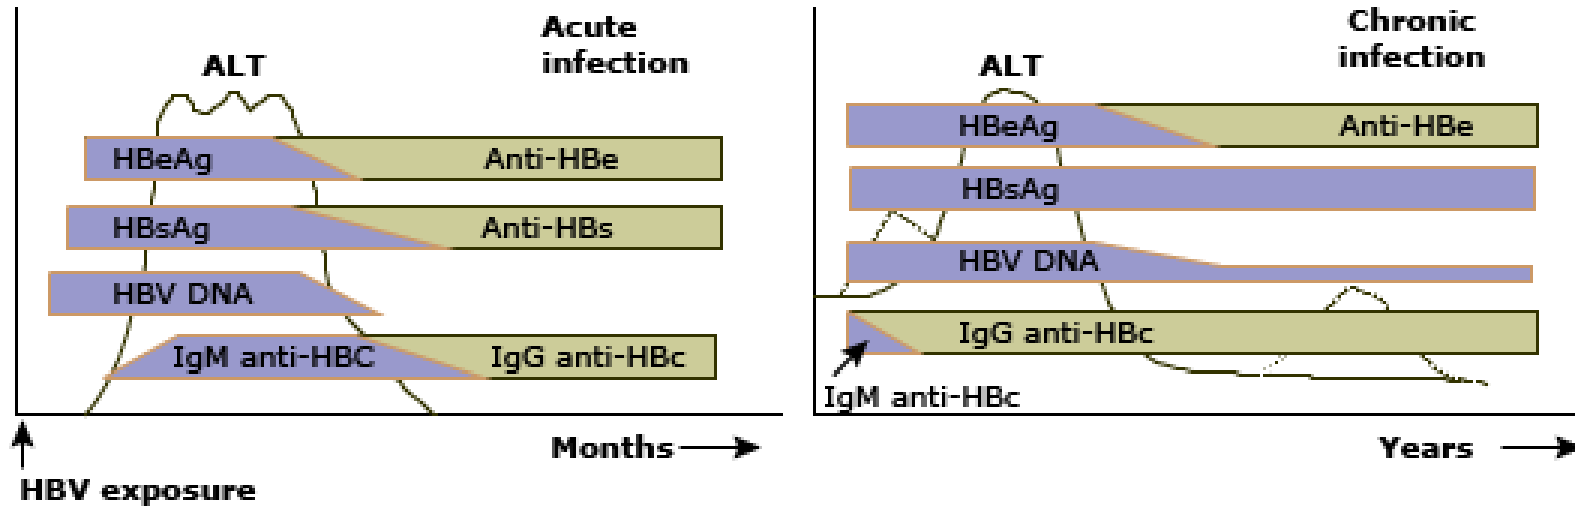 Acute
infection
ALT
HBeAg
Anti-HBe
HBsAg
Anti-HBs
HBV DNA
IgM anti-HBC
IgG anti-HBc
Months
HBV exposure
Chronic
infection
ALT
HBeAg
Anti-HBe
HBsAg
HBV DNA
IgG anti-HBc
IgM anti-HBc
Years